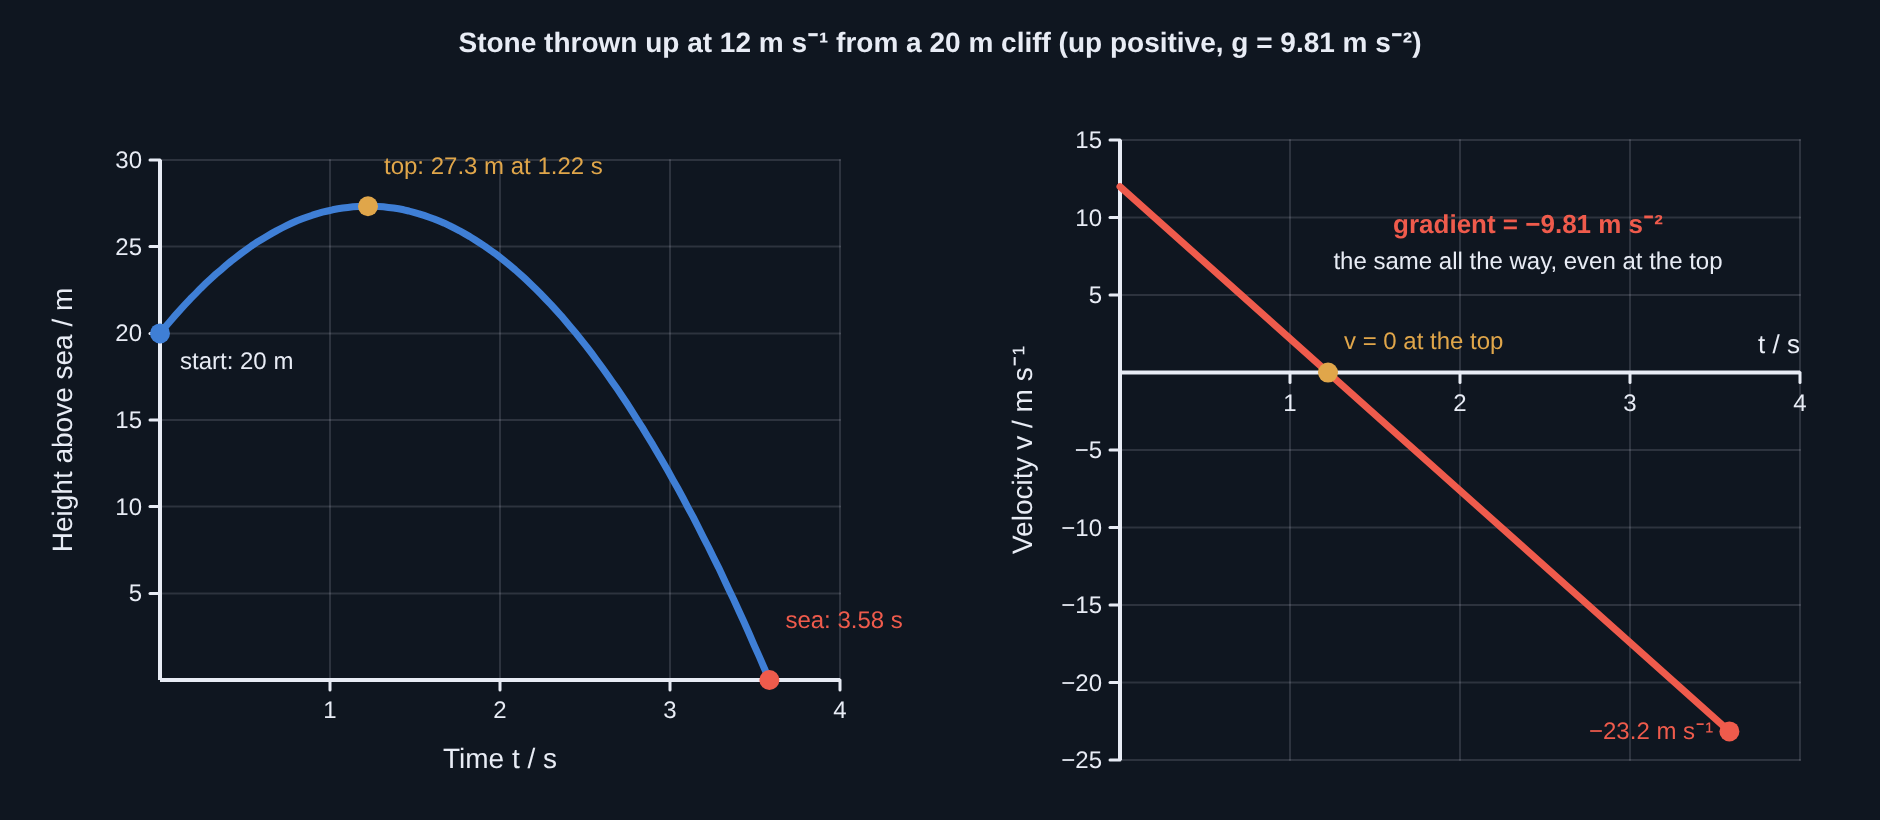 Stone thrown up at 12 m s⁻¹ from a 20 m cliff (up positive, g = 9.81 m s⁻²)
30
25
20
15
10
5
1
2
3
4
Height above sea / m
Time t / s
top: 27.3 m at 1.22 s
start: 20 m
sea: 3.58 s
15
10
5
−5
−10
−15
−20
−25
1
2
3
4
Velocity v / m s⁻¹
t / s
gradient = −9.81 m s⁻²
the same all the way, even at the top
v = 0 at the top
−23.2 m s⁻¹